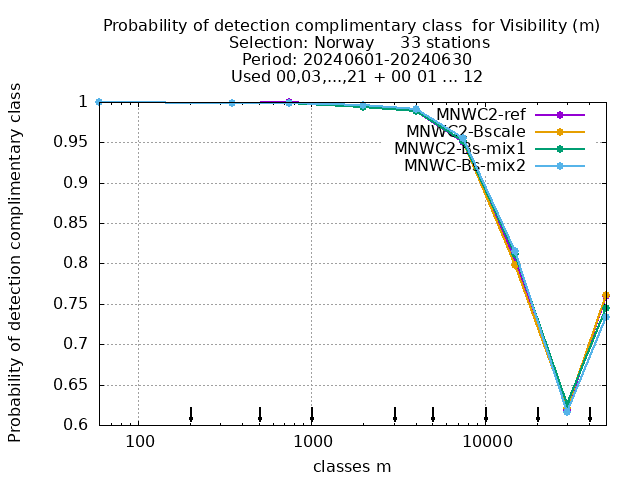 Probability of detection complimentary class  for Visibility (m)
Selection: Norway     33 stations
Period: 20240601-20240630
Used 00,03,...,21 + 00 01 ... 12
Probability of detection complimentary class
1
0.95
0.9
0.85
0.8
0.75
0.7
0.65
0.6
MNWC2-ref
MNWC2-Bscale
MNWC2-Bs-mix1
MNWC-Bs-mix2
100 1000 10000
classes m